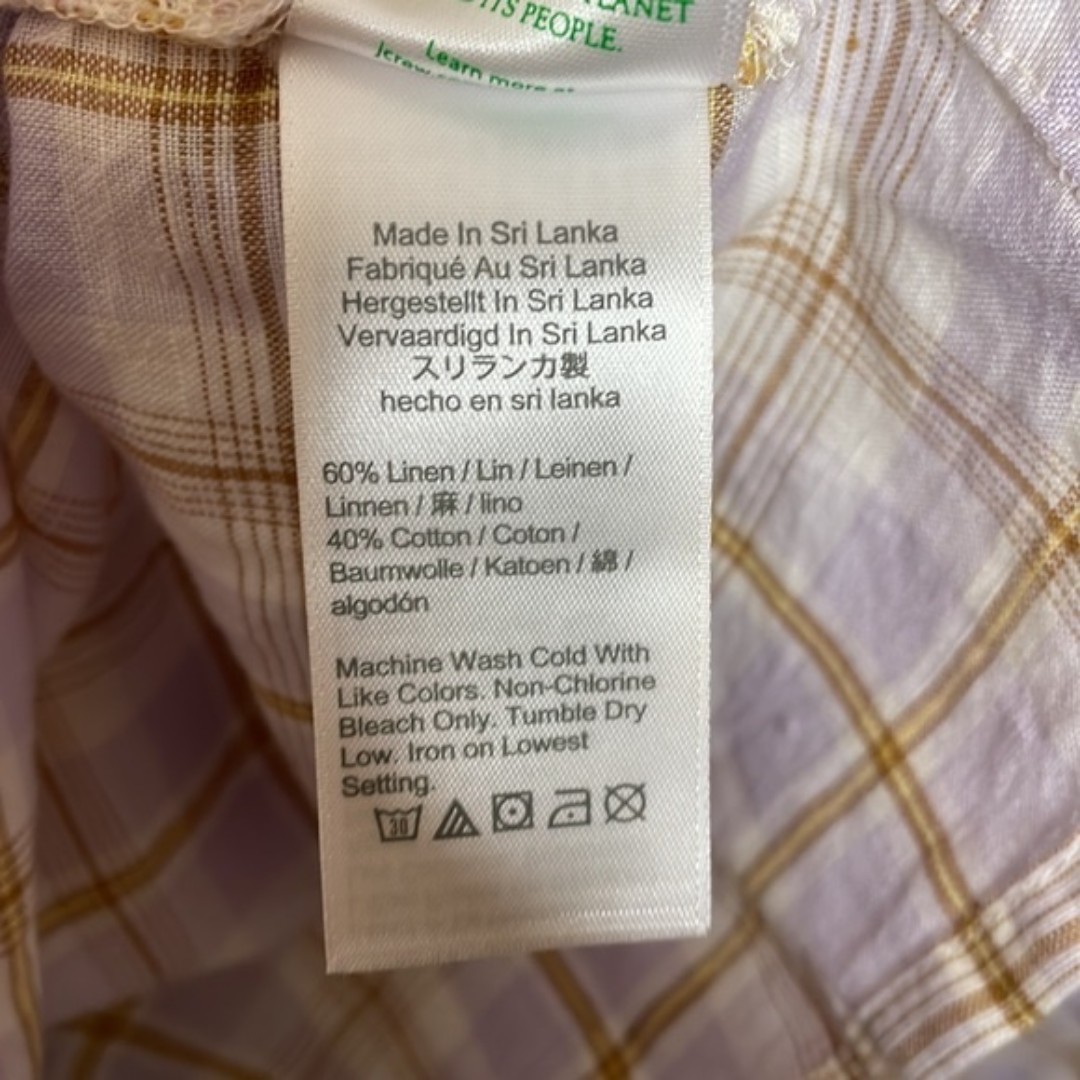 PLANET
ITS PEOPLE.
Learn more at
jcrew
Made In Sri Lanka
Fabriqué Au Sri Lanka
Hergestellt In Sri Lanka
Vervaardigd In Sri Lanka
スリランカ製
hecho en sri lanka
60% Linen / Lin / Leinen /
Linnen / 麻 / lino
40% Cotton / Coton /
Baumwolle / Katoen / 綿 /
algodón
Machine Wash Cold With
Like Colors. Non-Chlorine
Bleach Only. Tumble Dry
Low. Iron on Lowest
Setting.
30